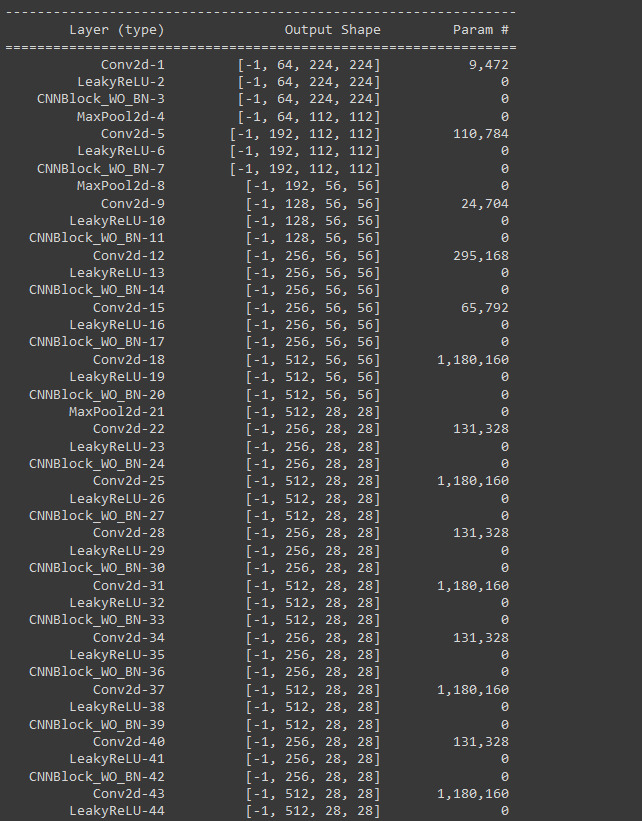 ----------------------------------------------------------------
Layer (type) Output Shape Param #
================================================================
Conv2d-1 [-1, 64, 224, 224] 9,472
LeakyReLU-2 [-1, 64, 224, 224] 0
CNNBlock_WO_BN-3 [-1, 64, 224, 224] 0
MaxPool2d-4 [-1, 64, 112, 112] 0
Conv2d-5 [-1, 192, 112, 112] 110,784
LeakyReLU-6 [-1, 192, 112, 112] 0
CNNBlock_WO_BN-7 [-1, 192, 112, 112] 0
MaxPool2d-8 [-1, 192, 56, 56] 0
Conv2d-9 [-1, 128, 56, 56] 24,704
LeakyReLU-10 [-1, 128, 56, 56] 0
CNNBlock_WO_BN-11 [-1, 128, 56, 56] 0
Conv2d-12 [-1, 256, 56, 56] 295,168
LeakyReLU-13 [-1, 256, 56, 56] 0
CNNBlock_WO_BN-14 [-1, 256, 56, 56] 0
Conv2d-15 [-1, 256, 56, 56] 65,792
LeakyReLU-16 [-1, 256, 56, 56] 0
CNNBlock_WO_BN-17 [-1, 256, 56, 56] 0
Conv2d-18 [-1, 512, 56, 56] 1,180,160
LeakyReLU-19 [-1, 512, 56, 56] 0
CNNBlock_WO_BN-20 [-1, 512, 56, 56] 0
MaxPool2d-21 [-1, 512, 28, 28] 0
Conv2d-22 [-1, 256, 28, 28] 131,328
LeakyReLU-23 [-1, 256, 28, 28] 0
CNNBlock_WO_BN-24 [-1, 256, 28, 28] 0
Conv2d-25 [-1, 512, 28, 28] 1,180,160
LeakyReLU-26 [-1, 512, 28, 28] 0
CNNBlock_WO_BN-27 [-1, 512, 28, 28] 0
Conv2d-28 [-1, 256, 28, 28] 131,328
LeakyReLU-29 [-1, 256, 28, 28] 0
CNNBlock_WO_BN-30 [-1, 256, 28, 28] 0
Conv2d-31 [-1, 512, 28, 28] 1,180,160
LeakyReLU-32 [-1, 512, 28, 28] 0
CNNBlock_WO_BN-33 [-1, 512, 28, 28] 0
Conv2d-34 [-1, 256, 28, 28] 131,328
LeakyReLU-35 [-1, 256, 28, 28] 0
CNNBlock_WO_BN-36 [-1, 256, 28, 28] 0
Conv2d-37 [-1, 512, 28, 28] 1,180,160
LeakyReLU-38 [-1, 512, 28, 28] 0
CNNBlock_WO_BN-39 [-1, 512, 28, 28] 0
Conv2d-40 [-1, 256, 28, 28] 131,328
LeakyReLU-41 [-1, 256, 28, 28] 0
CNNBlock_WO_BN-42 [-1, 256, 28, 28] 0
Conv2d-43 [-1, 512, 28, 28] 1,180,160
LeakyReLU-44 [-1, 512, 28, 28] 0